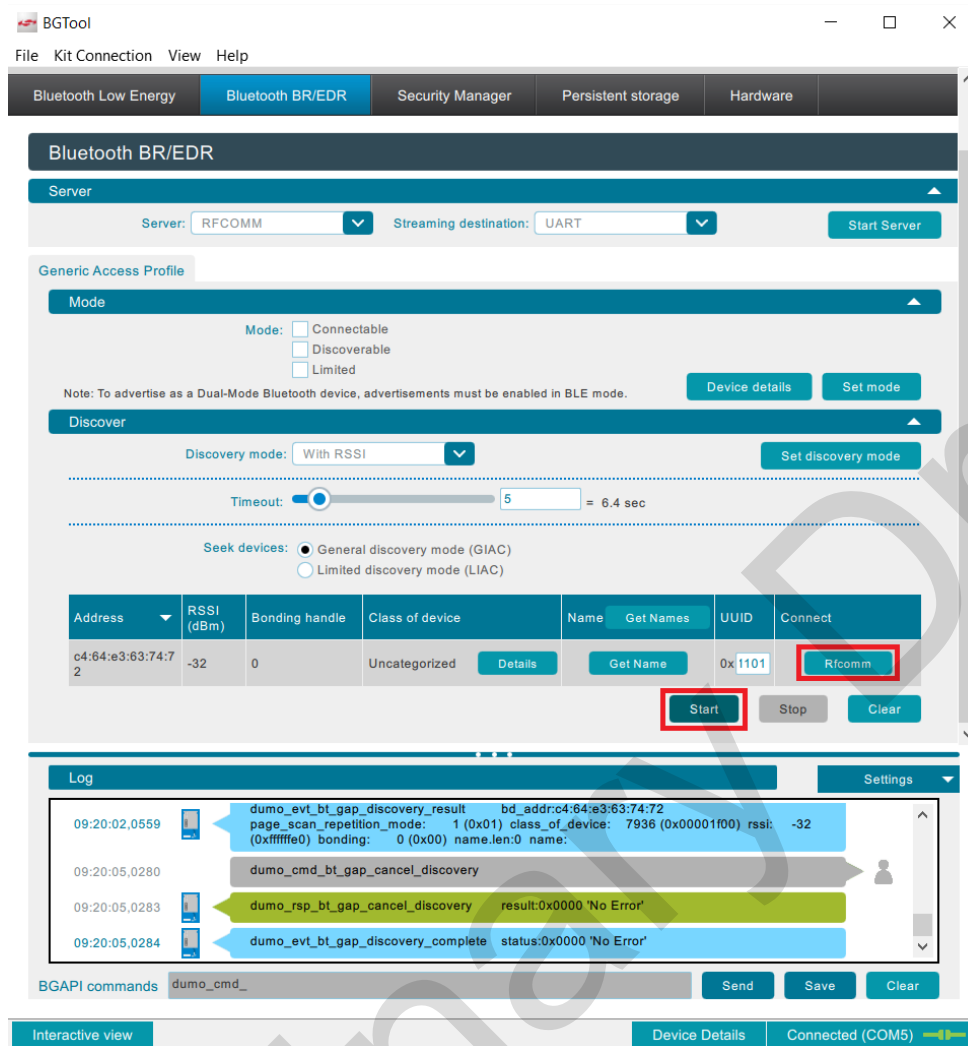 BGTool
File Kit Connection View Help
Bluetooth Low Energy Bluetooth BR/EDR Security Manager Persistent storage Hardware
Bluetooth BR/EDR
Server
Server: RFCOMM Streaming destination: UART Start Server
Generic Access Profile
Mode
Mode: Connectable
Discoverable
Limited
Note: To advertise as a Dual-Mode Bluetooth device, advertisements must be enabled in BLE mode. Device details Set mode
Discover
Discovery mode: With RSSI Set discovery mode
Timeout: 5 = 6.4 sec
Seek devices: General discovery mode (GIAC)
Limited discovery mode (LIAC)
Address RSSI (dBm) Bonding handle Class of device Name Get Names UUID Connect
c4:64:e3:63:74:7
2 -32 0 Uncategorized Details Get Name 0x 1101 Rfcomm
Start Stop Clear
Log Settings
dumo_evt_bt_gap_discovery_result bd_addr:c4:64:e3:63:74:72
09:20:02,0559 page_scan_repetition_mode: 1 (0x01) class_of_device: 7936 (0x00001f00) rssi: -32
(0xffffffe0) bonding: 0 (0x00) name.len:0 name:
09:20:05,0280 dumo_cmd_bt_gap_cancel_discovery
09:20:05,0283 dumo_rsp_bt_gap_cancel_discovery result:0x0000 'No Error'
09:20:05,0284 dumo_evt_bt_gap_discovery_complete status:0x0000 'No Error'
BGAPI commands dumo_cmd_ Send Save Clear
Interactive view Device Details Connected (COM5)